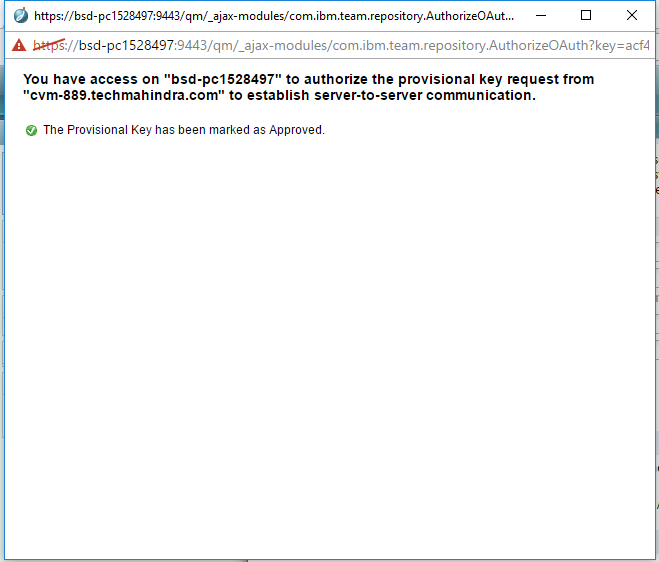 https://bsd-pc1528497:9443/qm/_ajax-modules/com.ibm.team.repository.AuthorizeOAut...
https://bsd-pc1528497:9443/qm/_ajax-modules/com.ibm.team.repository.AuthorizeOAuth?key=acf4
You have access on "bsd-pc1528497" to authorize the provisional key request from
"cvm-889.techmahindra.com" to establish server-to-server communication.
The Provisional Key has been marked as Approved.